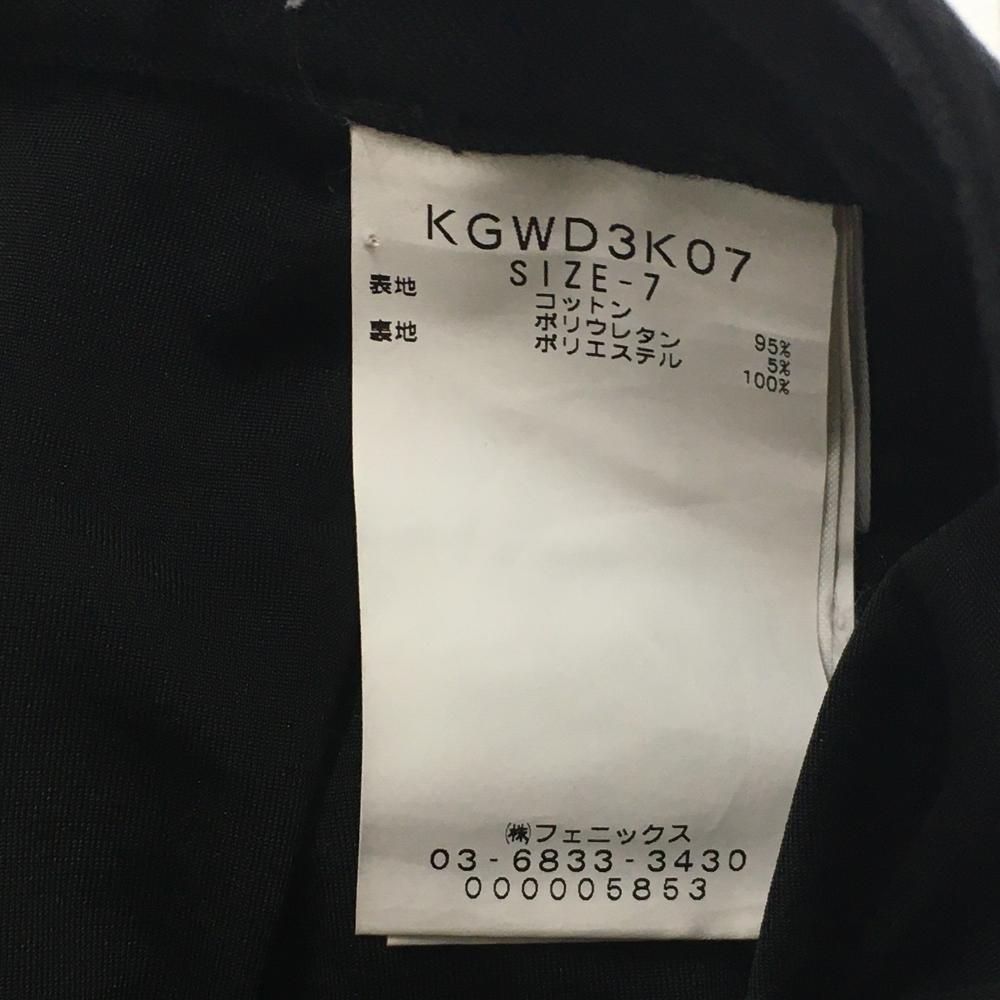 KGWD3K07
SIZE-7
表地 コットン 95%
ポリウレタン 5%
裏地 ポリエステル 100%
㈱フェニックス
03-6833-3430
000005853